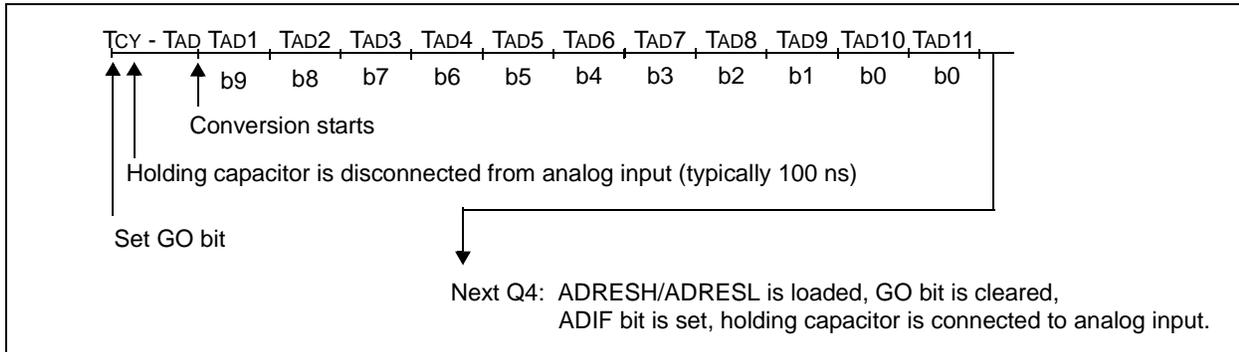 TCY - TAD TAD1 TAD2 TAD3 TAD4 TAD5 TAD6 TAD7 TAD8 TAD9 TAD10 TAD11
b9 b8 b7 b6 b5 b4 b3 b2 b1 b0 b0
Conversion starts
Holding capacitor is disconnected from analog input (typically 100 ns)
Set GO bit
Next Q4: ADRESH/ADRESL is loaded, GO bit is cleared,
ADIF bit is set, holding capacitor is connected to analog input.